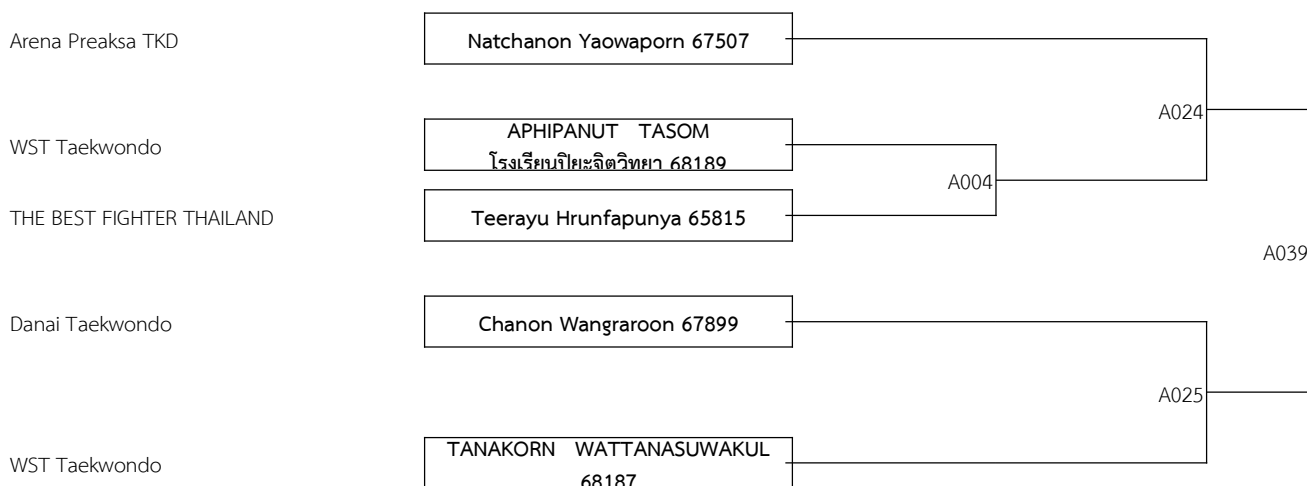 Arena Preaksa TKD
Natchanon Yaowaporn 67507
A024
WST Taekwondo
APHIPANUT TASOM
โรงเรียนปิยะจิตวิทยา 68189
A004
THE BEST FIGHTER THAILAND
Teerayu Hrunfapunya 65815
A039
Danai Taekwondo
Chanon Wangraroon 67899
A025
WST Taekwondo
TANAKORN WATTANASUWAKUL
68187